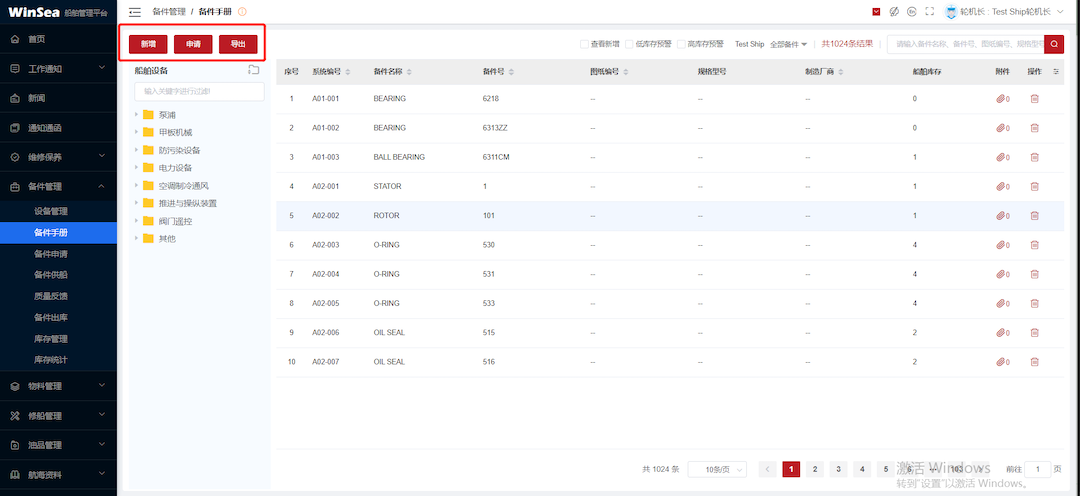 WinSea 船舶管理平台
备件管理 / 备件手册
轮机长 : Test Ship轮机长
首页
工作通知
新闻
通知通函
维修保养
备件管理
设备管理
备件手册
备件申请
备件供船
质量反馈
备件出库
库存管理
库存统计
物料管理
修船管理
油品管理
航海资料
新增 申请 导出
查看新增 低库存预警 高库存预警 Test Ship 全部备件 共1024条结果 请输入备件名称、备件号、图纸编号、规格型号
船舶设备
输入关键字进行过滤
泵浦
甲板机械
防污染设备
电力设备
空调制冷通风
推进与操纵装置
阀门遥控
其他
序号 系统编号 备件名称 备件号 图纸编号 规格型号 制造厂商 船舶库存 附件 操作
1 A01-001 BEARING 6218 -- -- -- 0 0
2 A01-002 BEARING 6313ZZ -- -- -- 0 0
3 A01-003 BALL BEARING 6311CM -- -- -- 1 0
4 A02-001 STATOR 1 -- -- -- 1 0
5 A02-002 ROTOR 101 -- -- -- 1 0
6 A02-003 O-RING 530 -- -- -- 4 0
7 A02-004 O-RING 531 -- -- -- 4 0
8 A02-005 O-RING 533 -- -- -- 4 0
9 A02-006 OIL SEAL 515 -- -- -- 2 0
10 A02-007 OIL SEAL 516 -- -- -- 2 0
共 1024 条 10条/页 1 2 3 4 5 6 ··· 103 前往 1 页
激活 Windows
转到"设置"以激活 Windows。